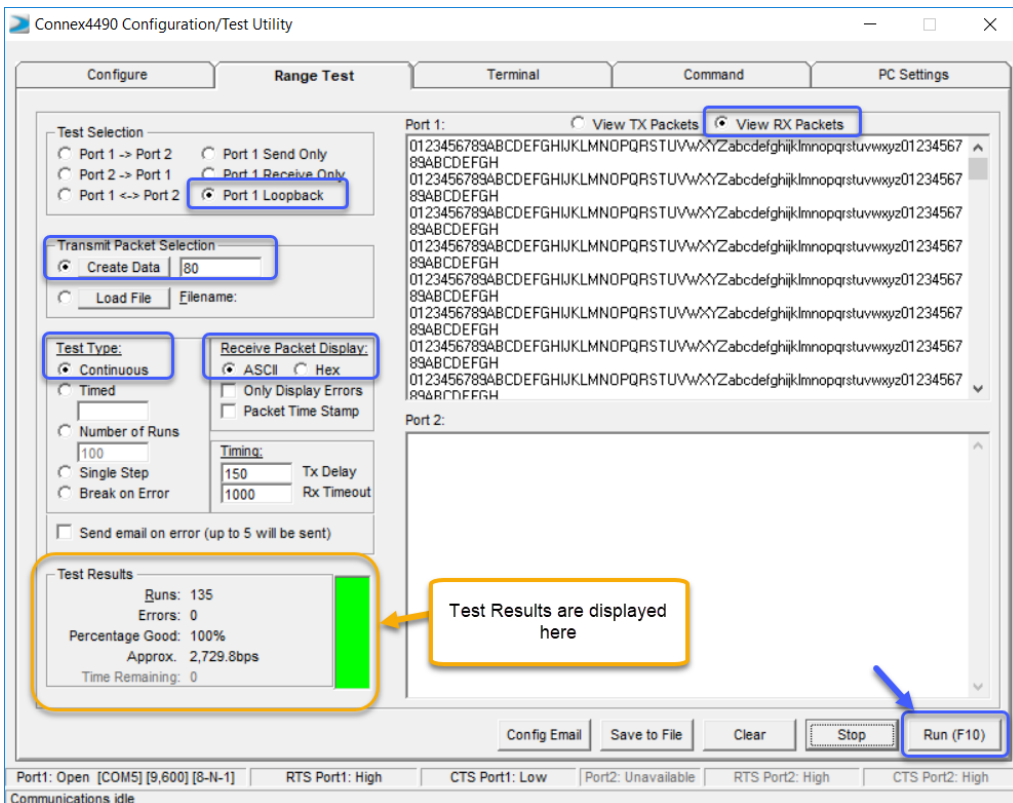 Connex4490 Configuration/Test Utility
Configure
Range Test
Terminal
Command
PC Settings
Test Selection
Port 1 -> Port 2
Port 1 Send Only
Port 2 -> Port 1
Port 1 Receive Only
Port 1 <-> Port 2
Port 1 Loopback
Transmit Packet Selection
Create Data
80
Load File
Filename:
Test Type:
Continuous
Timed
Number of Runs
100
Single Step
Break on Error
Receive Packet Display:
ASCII
Hex
Only Display Errors
Packet Time Stamp
Timing:
150
Tx Delay
1000
Rx Timeout
Send email on error (up to 5 will be sent)
Test Results
Runs: 135
Errors: 0
Percentage Good: 100%
Approx. 2,729.8bps
Time Remaining: 0
Test Results are displayed
here
Port 1:
View TX Packets
View RX Packets
0123456789ABCDEFGHIJKLMNOPQRSTUVWXYZabcdefghijklmnopqrstuvwxyz01234567
89ABCDEFGH
0123456789ABCDEFGHIJKLMNOPQRSTUVWXYZabcdefghijklmnopqrstuvwxyz01234567
89ABCDEFGH
0123456789ABCDEFGHIJKLMNOPQRSTUVWXYZabcdefghijklmnopqrstuvwxyz01234567
89ABCDEFGH
0123456789ABCDEFGHIJKLMNOPQRSTUVWXYZabcdefghijklmnopqrstuvwxyz01234567
89ABCDEFGH
0123456789ABCDEFGHIJKLMNOPQRSTUVWXYZabcdefghijklmnopqrstuvwxyz01234567
89ABCDEFGH
0123456789ABCDEFGHIJKLMNOPQRSTUVWXYZabcdefghijklmnopqrstuvwxyz01234567
89ABCDEFGH
0123456789ABCDEFGHIJKLMNOPQRSTUVWXYZabcdefghijklmnopqrstuvwxyz01234567
89ABCDEFGH
0123456789ABCDEFGHIJKLMNOPQRSTUVWXYZabcdefghijklmnopqrstuvwxyz01234567
89ABCDEFGH
Port 2:
Config Email
Save to File
Clear
Stop
Run (F10)
Port1: Open [COM5] [9,600] [8-N-1]
RTS Port1: High
CTS Port1: Low
Port2: Unavailable
RTS Port2: High
CTS Port2: High
Communications idle